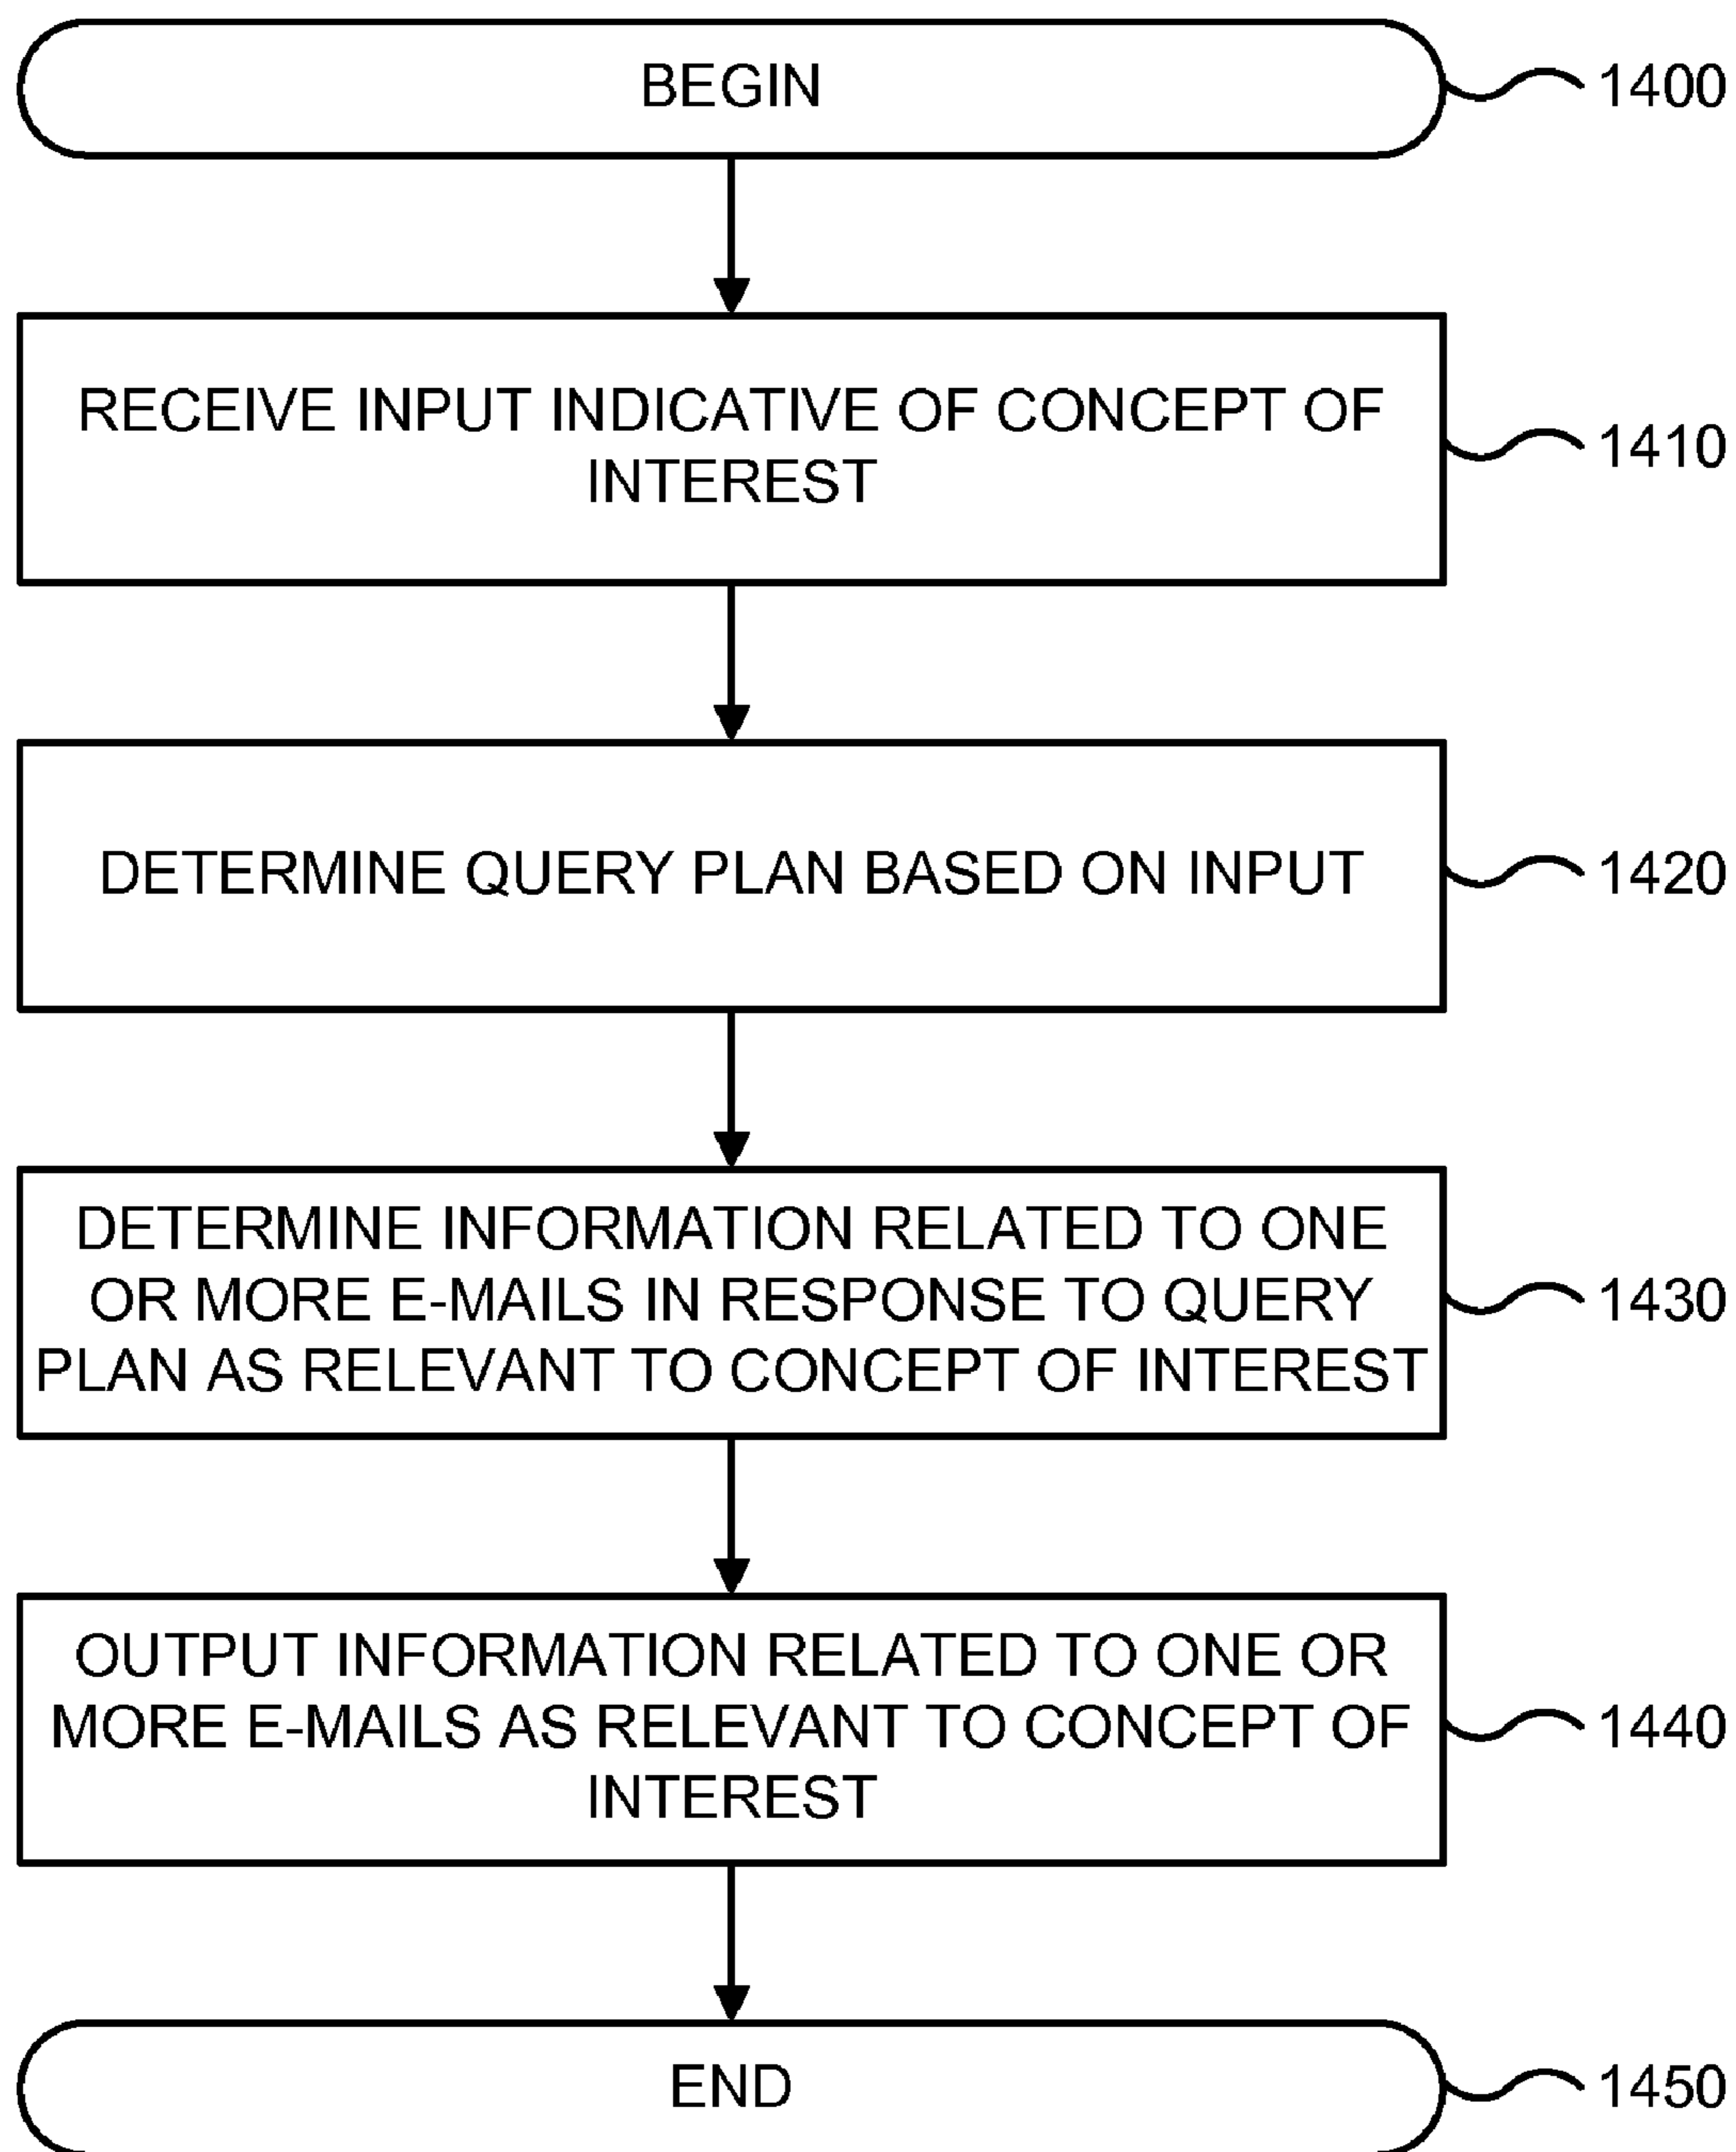 BEGIN
1400
RECEIVE INPUT INDICATIVE OF CONCEPT OF
INTEREST
1410
DETERMINE QUERY PLAN BASED ON INPUT
1420
DETERMINE INFORMATION RELATED TO ONE
OR MORE E-MAILS IN RESPONSE TO QUERY
PLAN AS RELEVANT TO CONCEPT OF INTEREST
1430
OUTPUT INFORMATION RELATED TO ONE OR
MORE E-MAILS AS RELEVANT TO CONCEPT OF
INTEREST
1440
END
1450